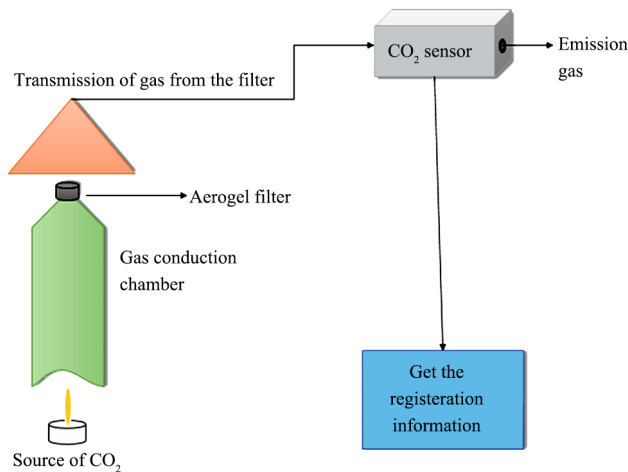 CO₂ sensor
Emission
gas
Transmission of gas from the filter
Aerogel filter
Gas conduction
chamber
Get the
registeration
information
Source of CO₂